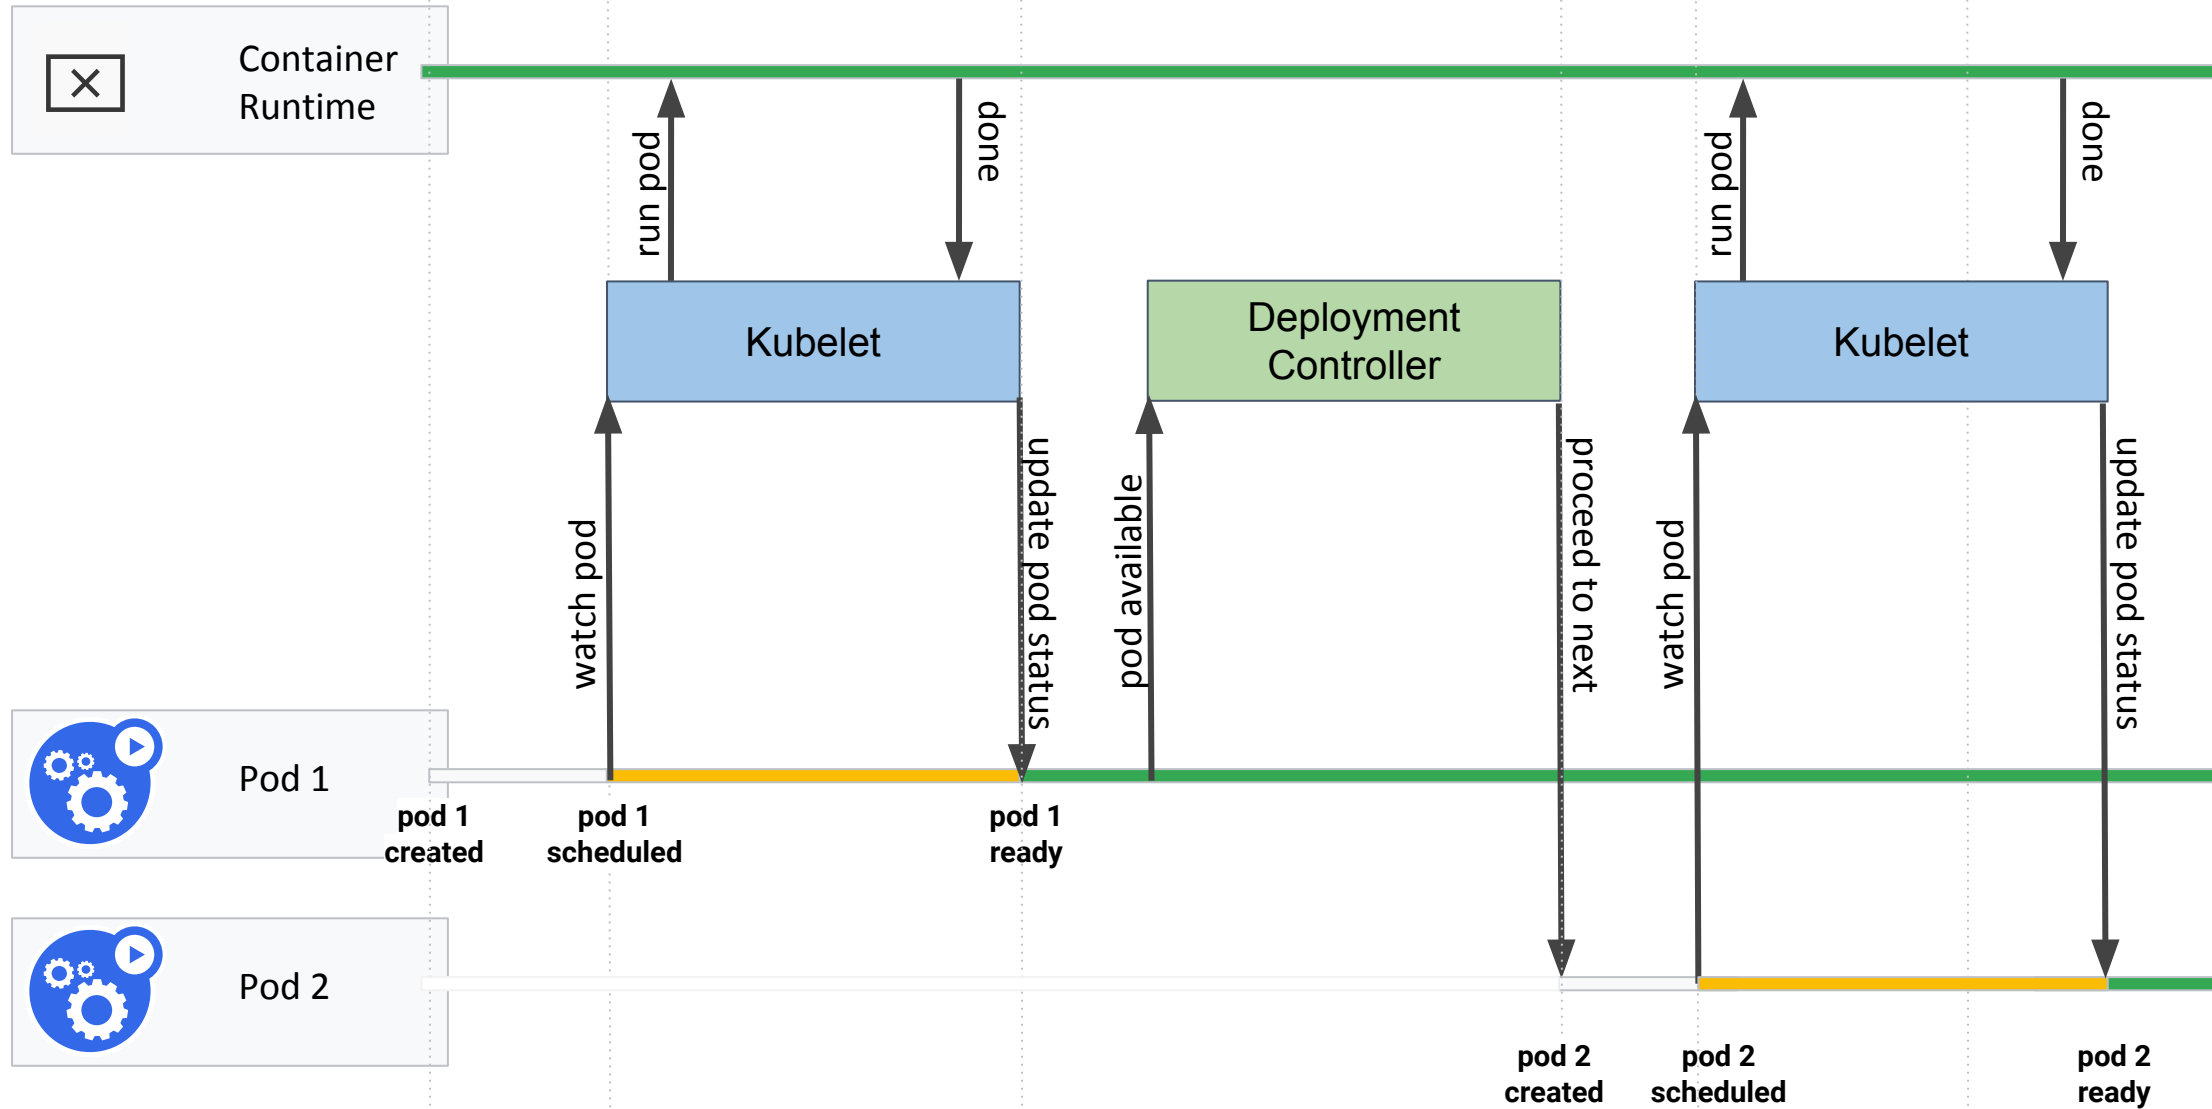 Container
Runtime
run pod
done
run pod
done
Kubelet
Deployment
Controller
Kubelet
watch pod
update pod status
pod available
proceed to next
watch pod
update pod status
Pod 1
pod 1
created
pod 1
scheduled
pod 1
ready
Pod 2
pod 2
created
pod 2
scheduled
pod 2
ready